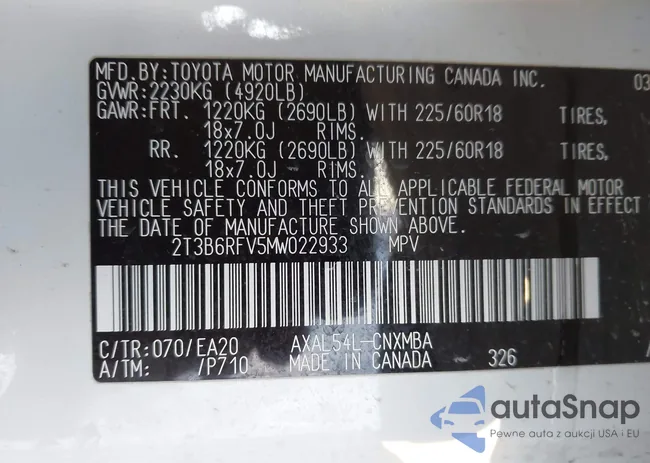 MFD.BY:TOYOTA MOTOR MANUFACTURING CANADA INC. 03
GVWR:2230KG (4920LB)
GAWR:FRT. 1220KG (2690LB) WITH 225/60R18 TIRES,
18x7.0J RIMS.
RR. 1220KG (2690LB) WITH 225/60R18 TIRES,
18x7.0J RIMS.
THIS VEHICLE CONFORMS TO ALL APPLICABLE FEDERAL MOTOR
VEHICLE SAFETY AND THEFT PREVENTION STANDARDS IN EFFECT
THE DATE OF MANUFACTURE SHOWN ABOVE.
2T3B6RFV5MW022933 MPV
C/TR:070/EA20 AXAL54L-CNXMBA
A/TM: /P710 MADE IN CANADA 326
autaSnap
Pewne auta z aukcji USA i EU